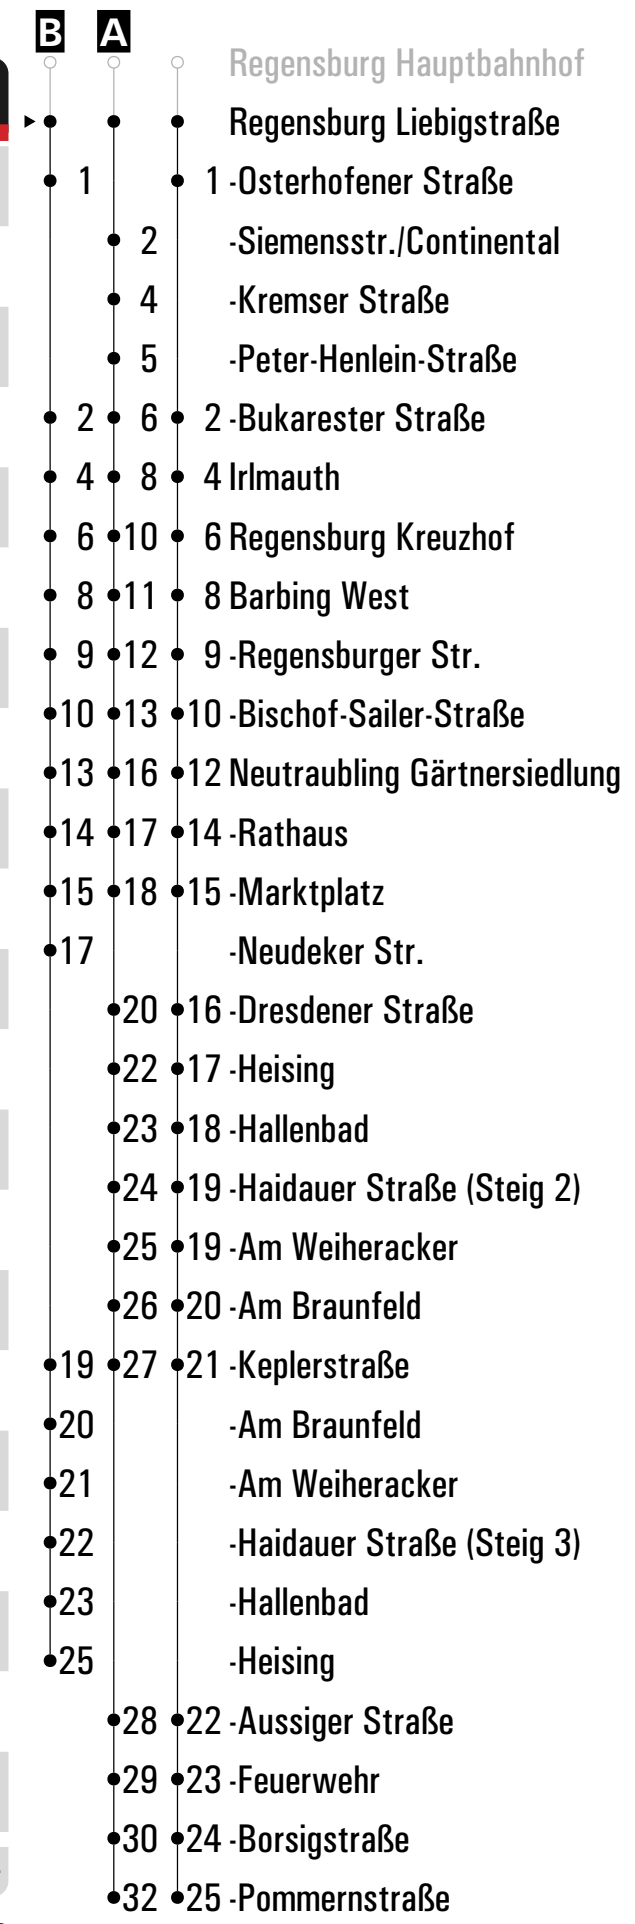 B A
Regensburg Hauptbahnhof
Regensburg Liebigstraße
1 1 -Osterhofener Straße
2 -Siemensstr./Continental
4 -Kremser Straße
5 -Peter-Henlein-Straße
2 6 2 -Bukarester Straße
4 8 4 Irlmauth
6 10 6 Regensburg Kreuzhof
8 11 8 Barbing West
9 12 9 -Regensburger Str.
10 13 10 -Bischof-Sailer-Straße
13 16 12 Neutraubling Gärtnersiedlung
14 17 14 -Rathaus
15 18 15 -Marktplatz
17 -Neudeker Str.
20 16 -Dresdener Straße
22 17 -Heising
23 18 -Hallenbad
24 19 -Haidauer Straße (Steig 2)
25 19 -Am Weiheracker
26 20 -Am Braunfeld
19 27 21 -Keplerstraße
20 -Am Braunfeld
21 -Am Weiheracker
22 -Haidauer Straße (Steig 3)
23 -Hallenbad
25 -Heising
28 22 -Aussiger Straße
29 23 -Feuerwehr
30 24 -Borsigstraße
32 25 -Pommernstraße